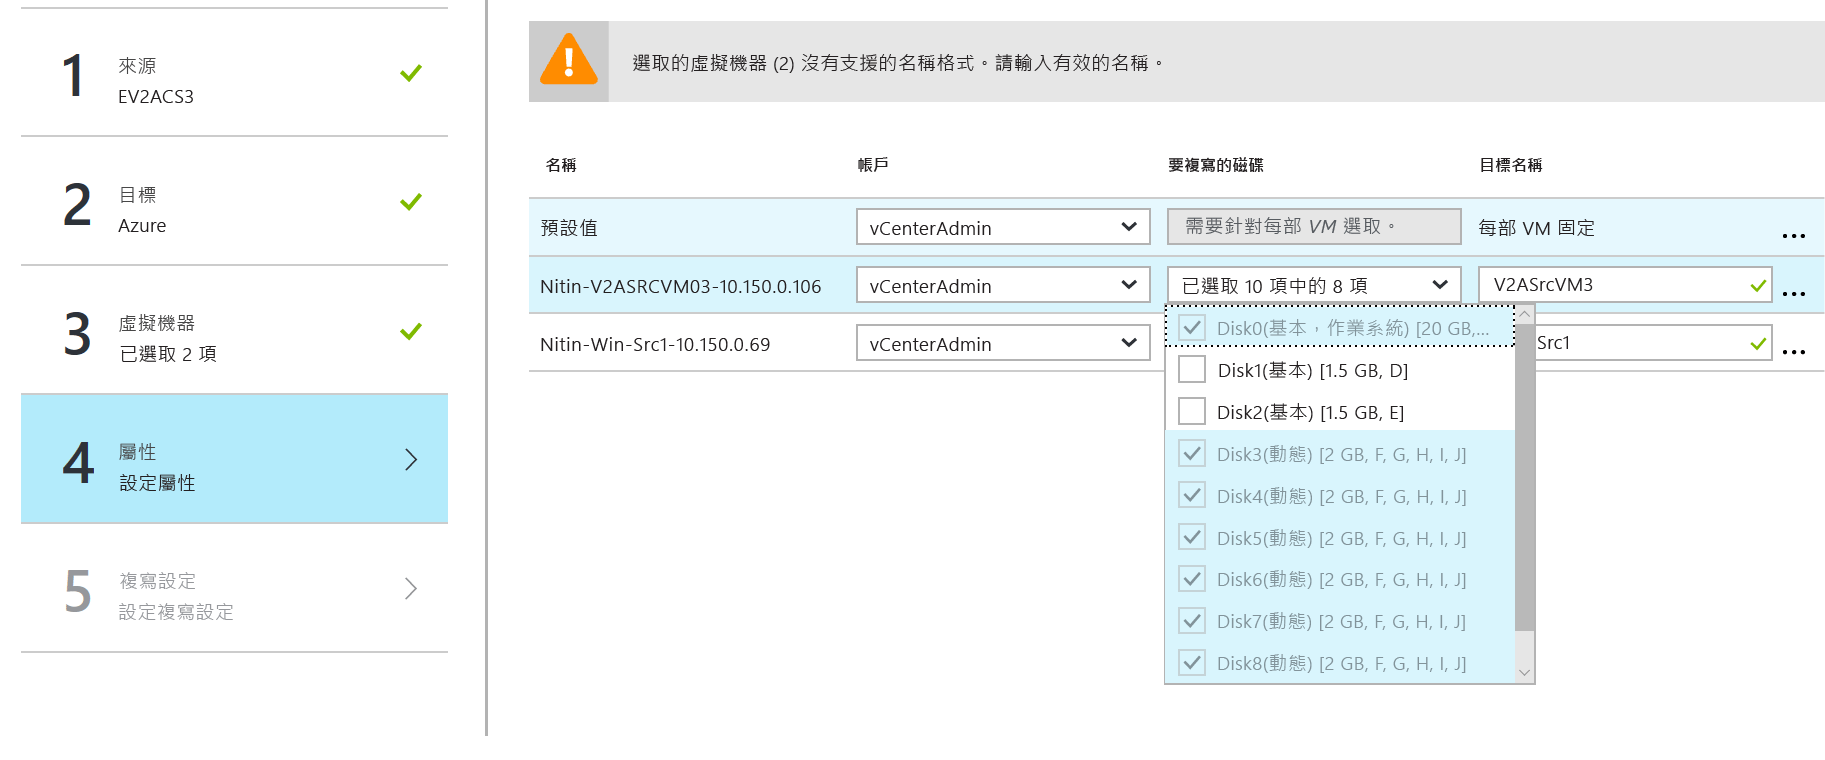 1
來源
EV2ACS3
2
目標
Azure
3
虛擬機器
已選取 2 項
4
屬性
設定屬性
5
複寫設定
設定複寫設定
選取的虛擬機器 (2) 沒有支援的名稱格式。請輸入有效的名稱。
名稱 帳戶 要複寫的磁碟 目標名稱
預設值 vCenterAdmin 需要針對每部 VM 選取。 每部 VM 固定 ...
Nitin-V2ASRCVM03-10.150.0.106 vCenterAdmin 已選取 10 項中的 8 項 V2ASrcVM3 ...
Nitin-Win-Src1-10.150.0.69 vCenterAdmin Src1 ...
Disk0(基本，作業系統) [20 GB,...
Disk1(基本) [1.5 GB, D]
Disk2(基本) [1.5 GB, E]
Disk3(動態) [2 GB, F, G, H, I, J]
Disk4(動態) [2 GB, F, G, H, I, J]
Disk5(動態) [2 GB, F, G, H, I, J]
Disk6(動態) [2 GB, F, G, H, I, J]
Disk7(動態) [2 GB, F, G, H, I, J]
Disk8(動態) [2 GB, F, G, H, I, J]